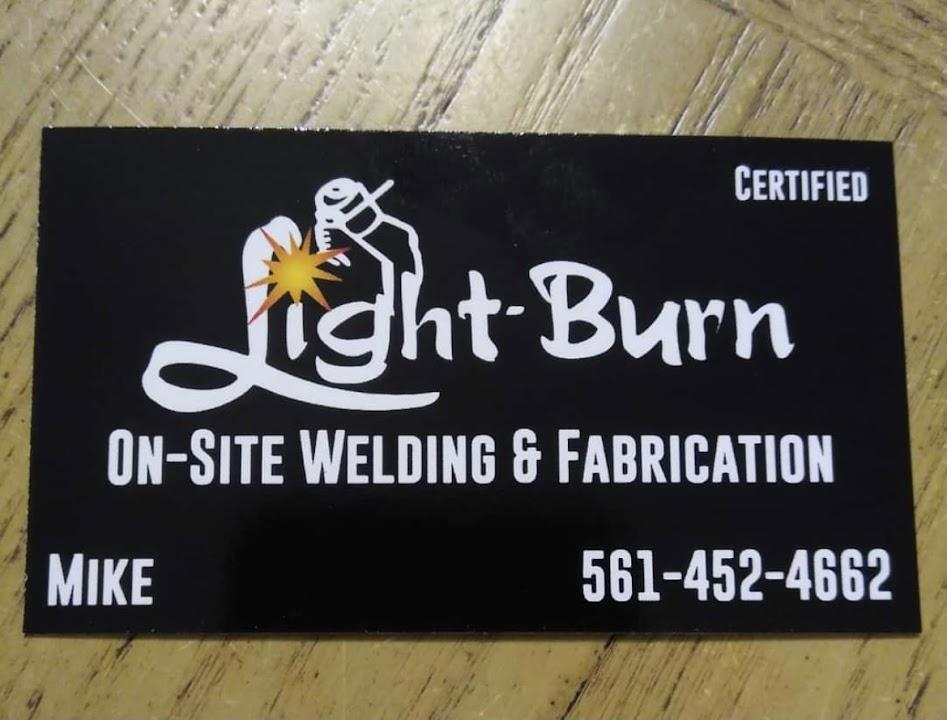 Certified
Light-Burn
On-Site Welding & Fabrication
Mike
561-452-4662